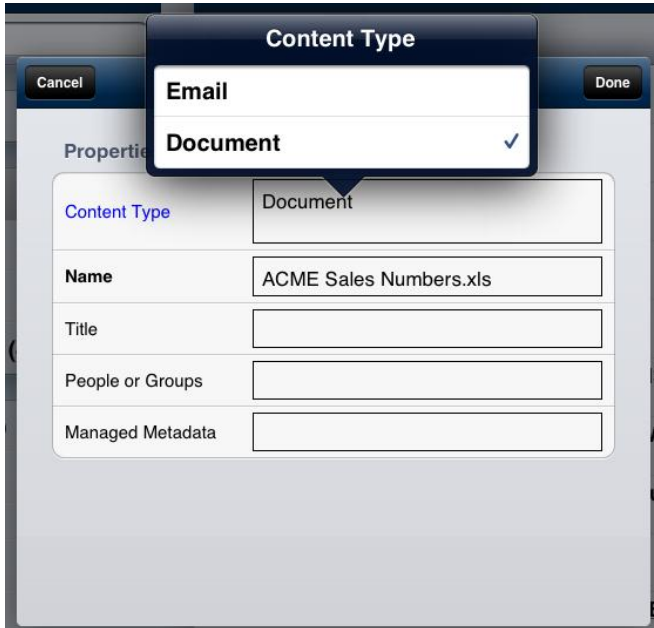 Content Type
Cancel
Done
Email
Document
Content Type
Document
Name
ACME Sales Numbers.xls
Title
People or Groups
Managed Metadata